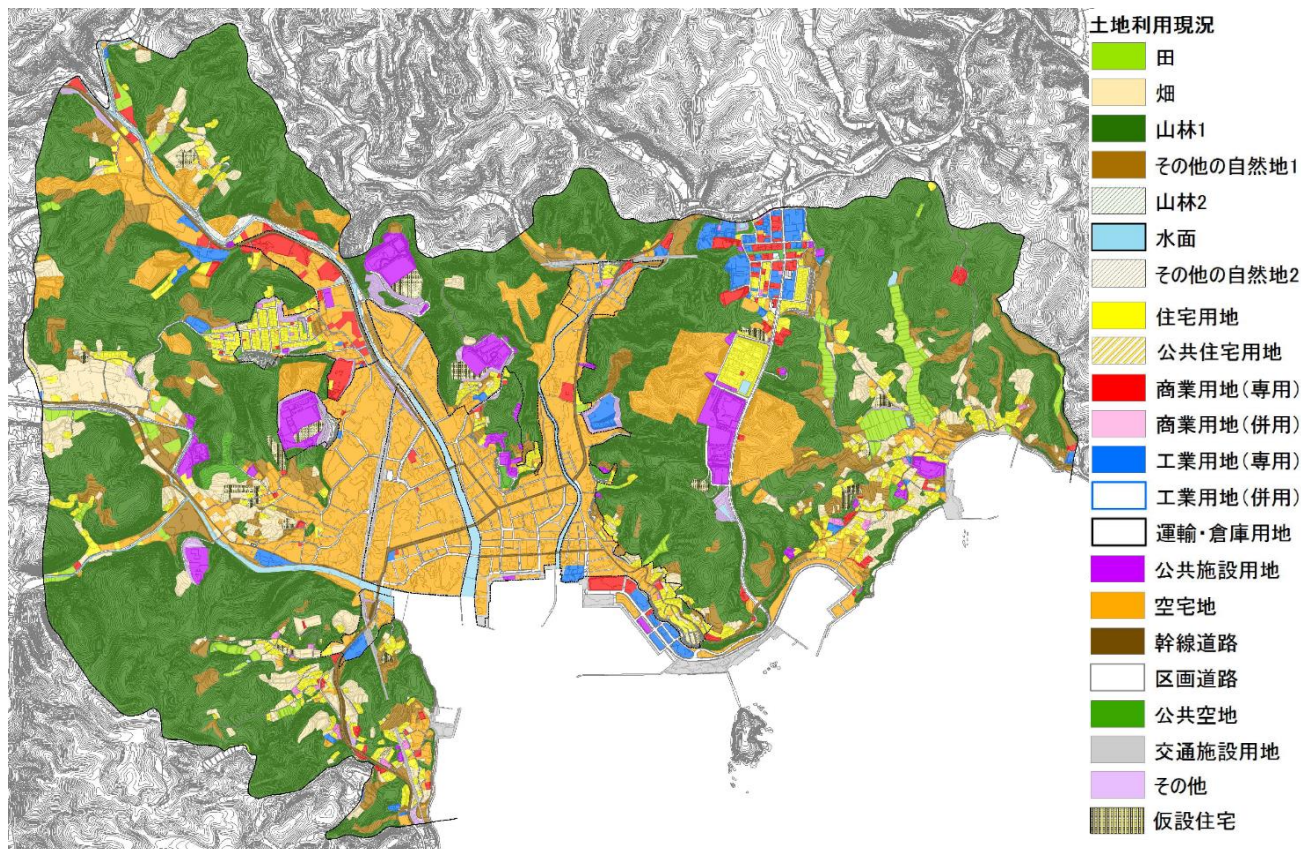 土地利用現況
田
畑
山林1
その他の自然地1
山林2
水面
その他の自然地2
住宅用地
公共住宅用地
商業用地(専用)
商業用地(併用)
工業用地(専用)
工業用地(併用)
運輸・倉庫用地
公共施設用地
空宅地
幹線道路
区画道路
公共空地
交通施設用地
その他
仮設住宅